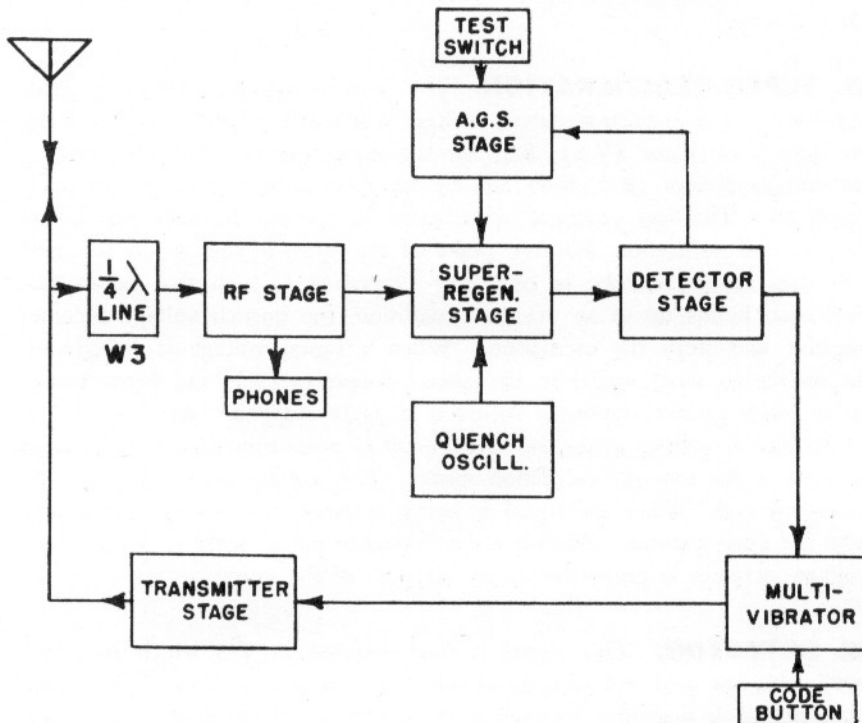 TEST
SWITCH
A.G.S.
STAGE
1/4 λ
LINE
W3
RF STAGE
SUPER-
REGEN.
STAGE
DETECTOR
STAGE
PHONES
QUENCH
OSCILL.
TRANSMITTER
STAGE
MULTI-
VIBRATOR
CODE
BUTTON